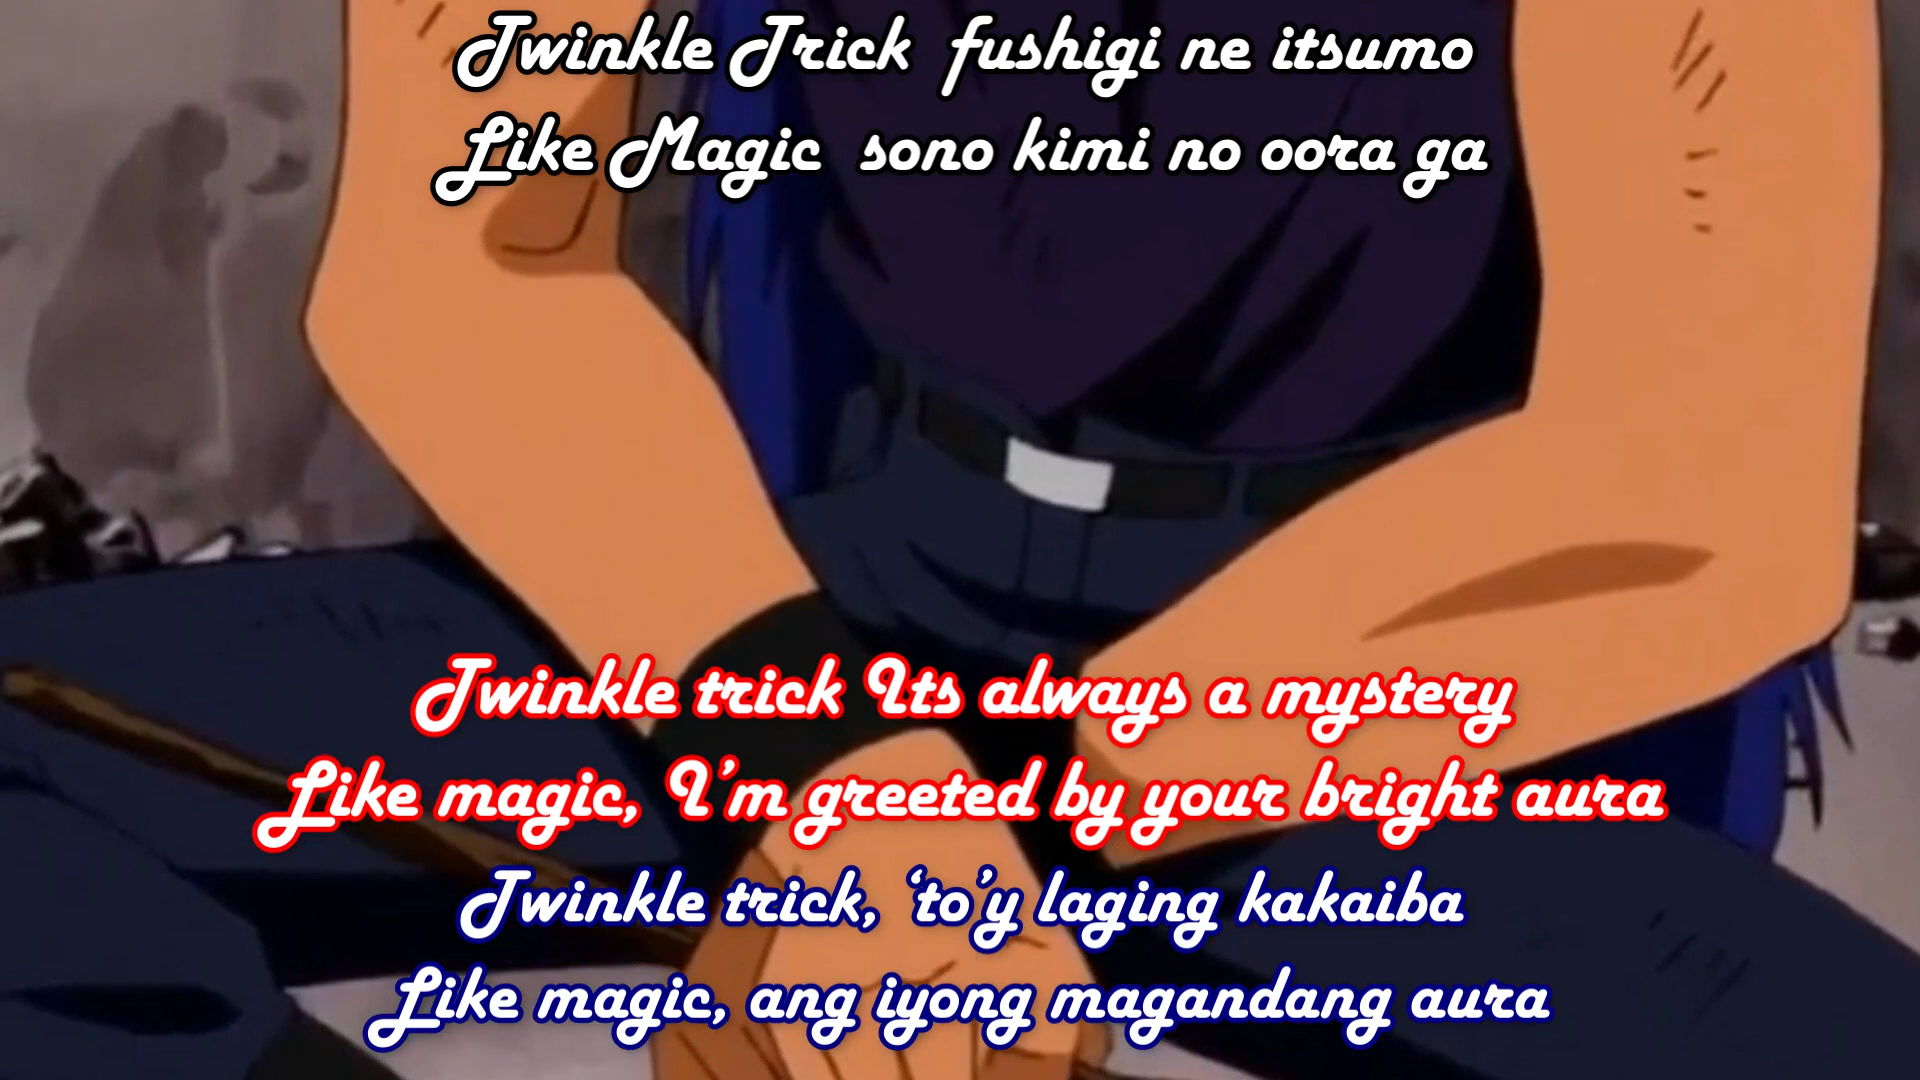 Twinkle Trick fushigi ne itsumo
Like Magic sono kimi no oora ga
Twinkle trick Its always a mystery
Like magic, I'm greeted by your bright aura
Twinkle trick, ‘to’y laging kakaiba
Like magic, ang iyong magandang aura